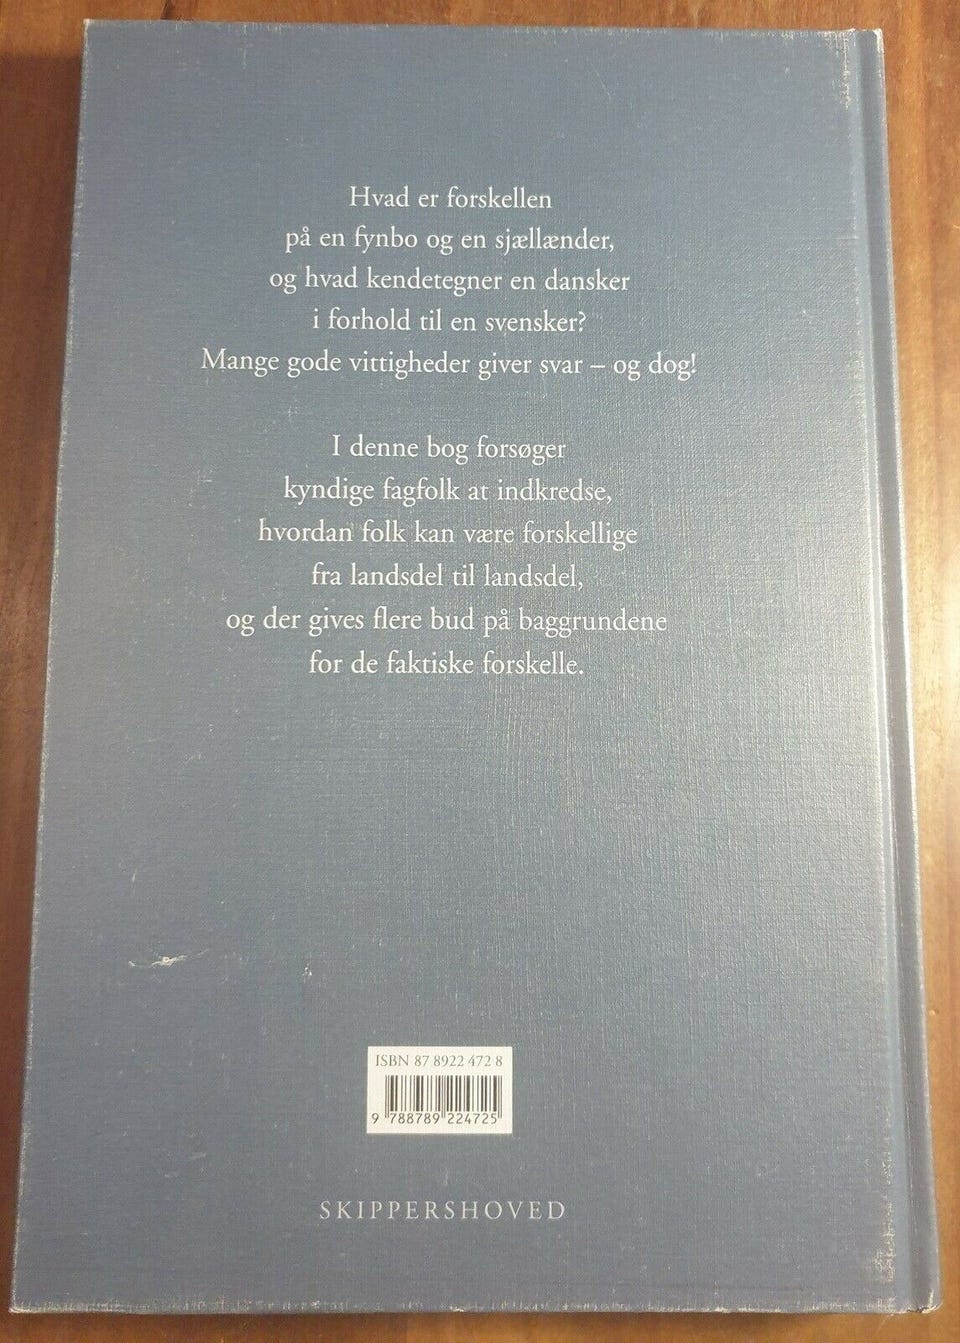 Hvad er forskellen
på en fynbo og en sjællænder,
og hvad kendetegner en dansker
i forhold til en svensker?
Mange gode vittigheder giver svar – og dog!
I denne bog forsøger
kyndige fagfolk at indkredse,
hvordan folk kan være forskellige
fra landsdel til landsdel,
og der gives flere bud på baggrundene
for de faktiske forskelle.
ISBN 87 8922 472 8
9 788789 224725
SKIPPERSHOVED